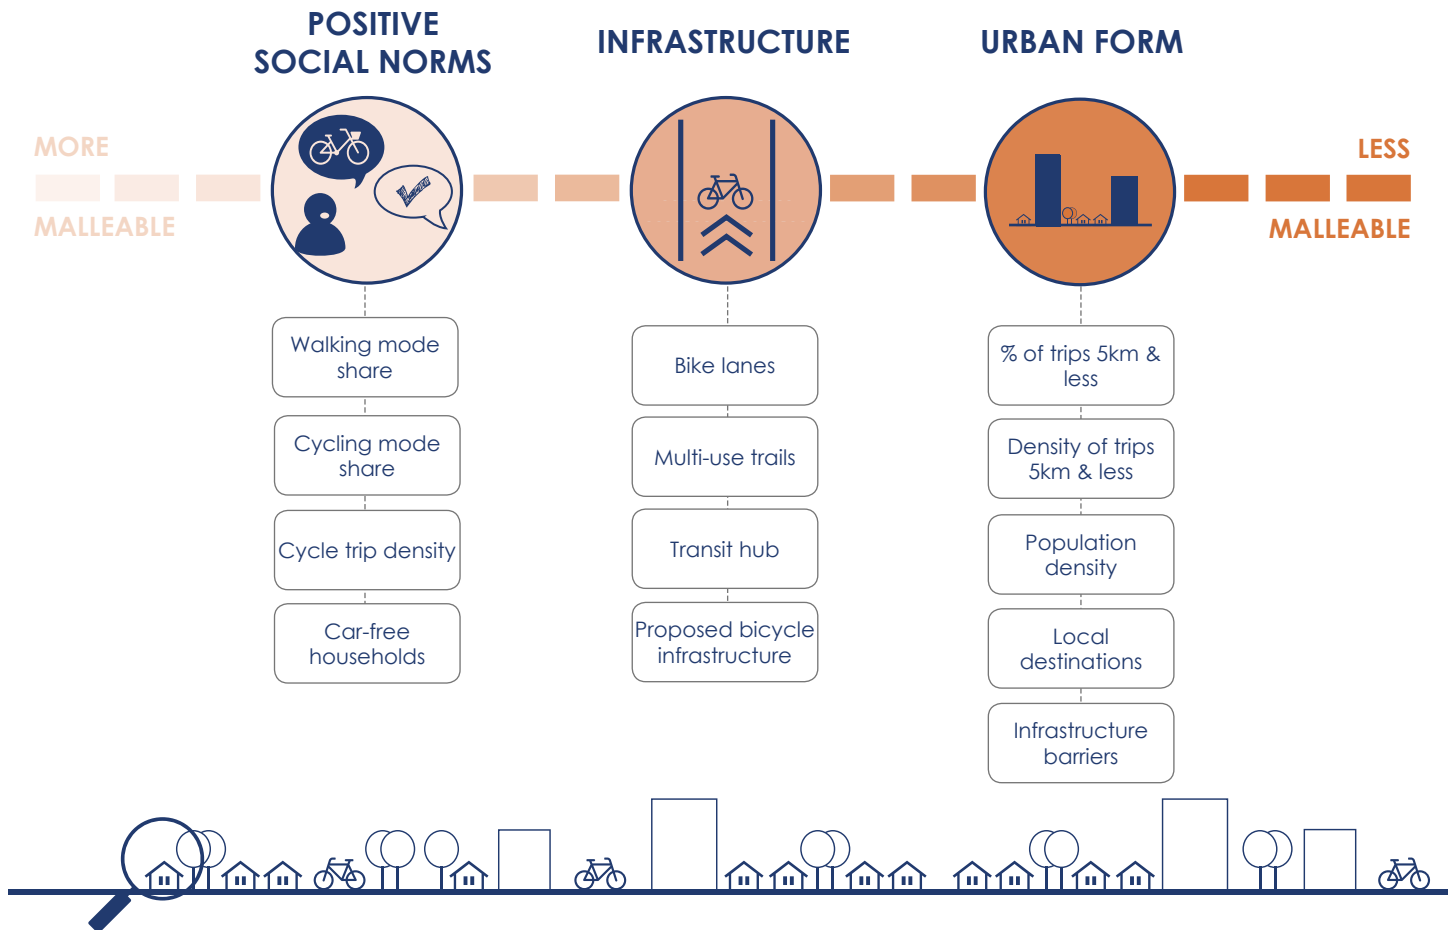 POSITIVE
SOCIAL NORMS
INFRASTRUCTURE
URBAN FORM
MORE
MALLEABLE
LESS
MALLEABLE
Walking mode
share
Cycling mode
share
Cycle trip density
Car-free
households
Bike lanes
Multi-use trails
Transit hub
Proposed bicycle
infrastructure
% of trips 5km &
less
Density of trips
5km & less
Population
density
Local
destinations
Infrastructure
barriers